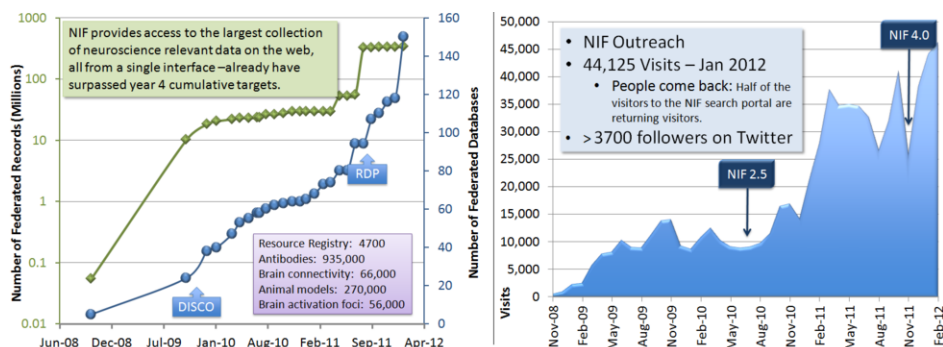 NIF provides access to the largest collection
of neuroscience relevant data on the web,
all from a single interface –already have
surpassed year 4 cumulative targets.
Number of Federated Records (Millions)
1000
100
10
1
0.1
0.01
Jun-08
Dec-08
Jul-09
Jan-10
Aug-10
Feb-11
Sep-11
Apr-12
160
140
120
100
80
60
40
20
0
Number of Federated Databases
DISCO
RDP
Resource Registry: 4700
Antibodies: 935,000
Brain connectivity: 66,000
Animal models: 270,000
Brain activation foci: 56,000
50,000
45,000
40,000
35,000
30,000
25,000
20,000
15,000
10,000
5,000
0
Visits
• NIF Outreach
• 44,125 Visits – Jan 2012
• People come back: Half of the
visitors to the NIF search portal are
returning visitors.
• >3700 followers on Twitter
NIF 2.5
NIF 4.0
Nov-08
Feb-09
May-09
Aug-09
Nov-09
Feb-10
May-10
Aug-10
Nov-10
Feb-11
May-11
Aug-11
Nov-11
Feb-12